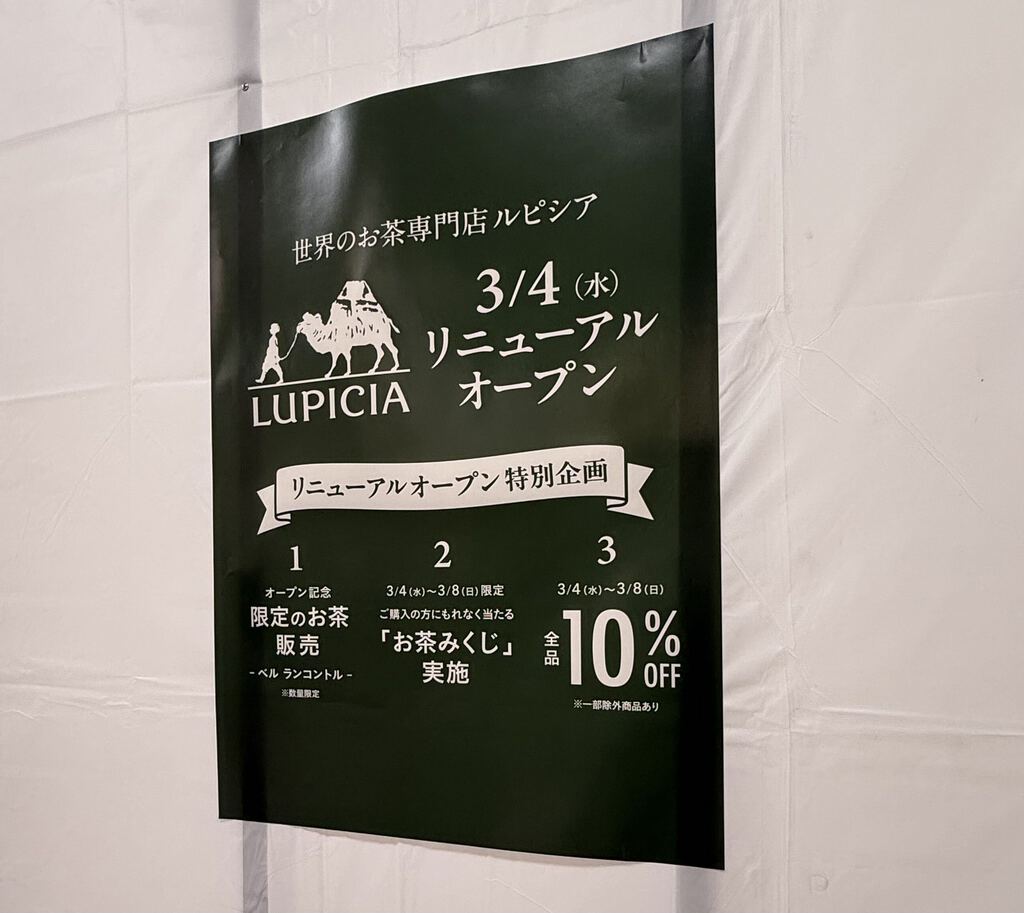 世界のお茶専門店 ルピシア
LUPICIA
3/4（水）
リニューアル
オープン
リニューアルオープン 特別企画
1
オープン記念
限定のお茶
販売
– ベル ランコントル –
※数量限定
2
3/4（水）～3/8（日）限定
ご購入の方にもれなく当たる
「お茶みくじ」
実施
3
3/4（水）～3/8（日）
全品 10% OFF
※一部除外商品あり